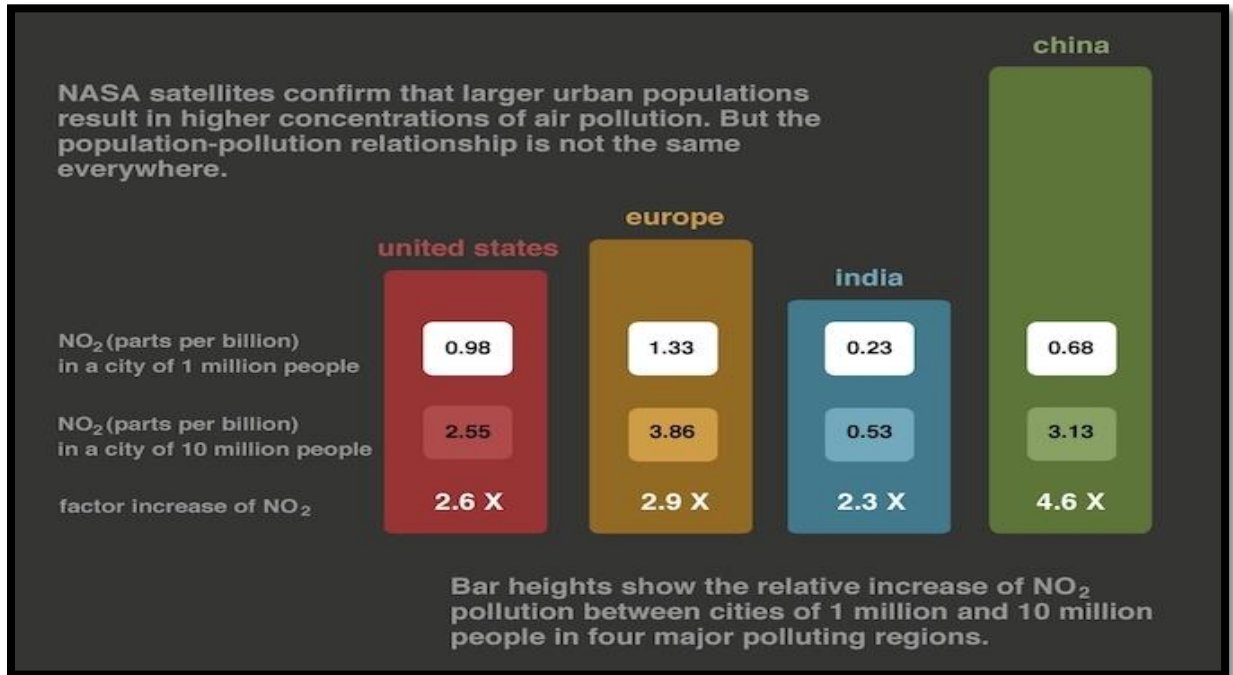 china
NASA satellites confirm that larger urban populations
result in higher concentrations of air pollution. But the
population-pollution relationship is not the same
everywhere.
europe
united states
india
NO₂ (parts per billion)
in a city of 1 million people
0.98 1.33 0.23 0.68
NO₂ (parts per billion)
in a city of 10 million people
2.55 3.86 0.53 3.13
factor increase of NO₂ 2.6 X 2.9 X 2.3 X 4.6 X
Bar heights show the relative increase of NO₂
pollution between cities of 1 million and 10 million
people in four major polluting regions.